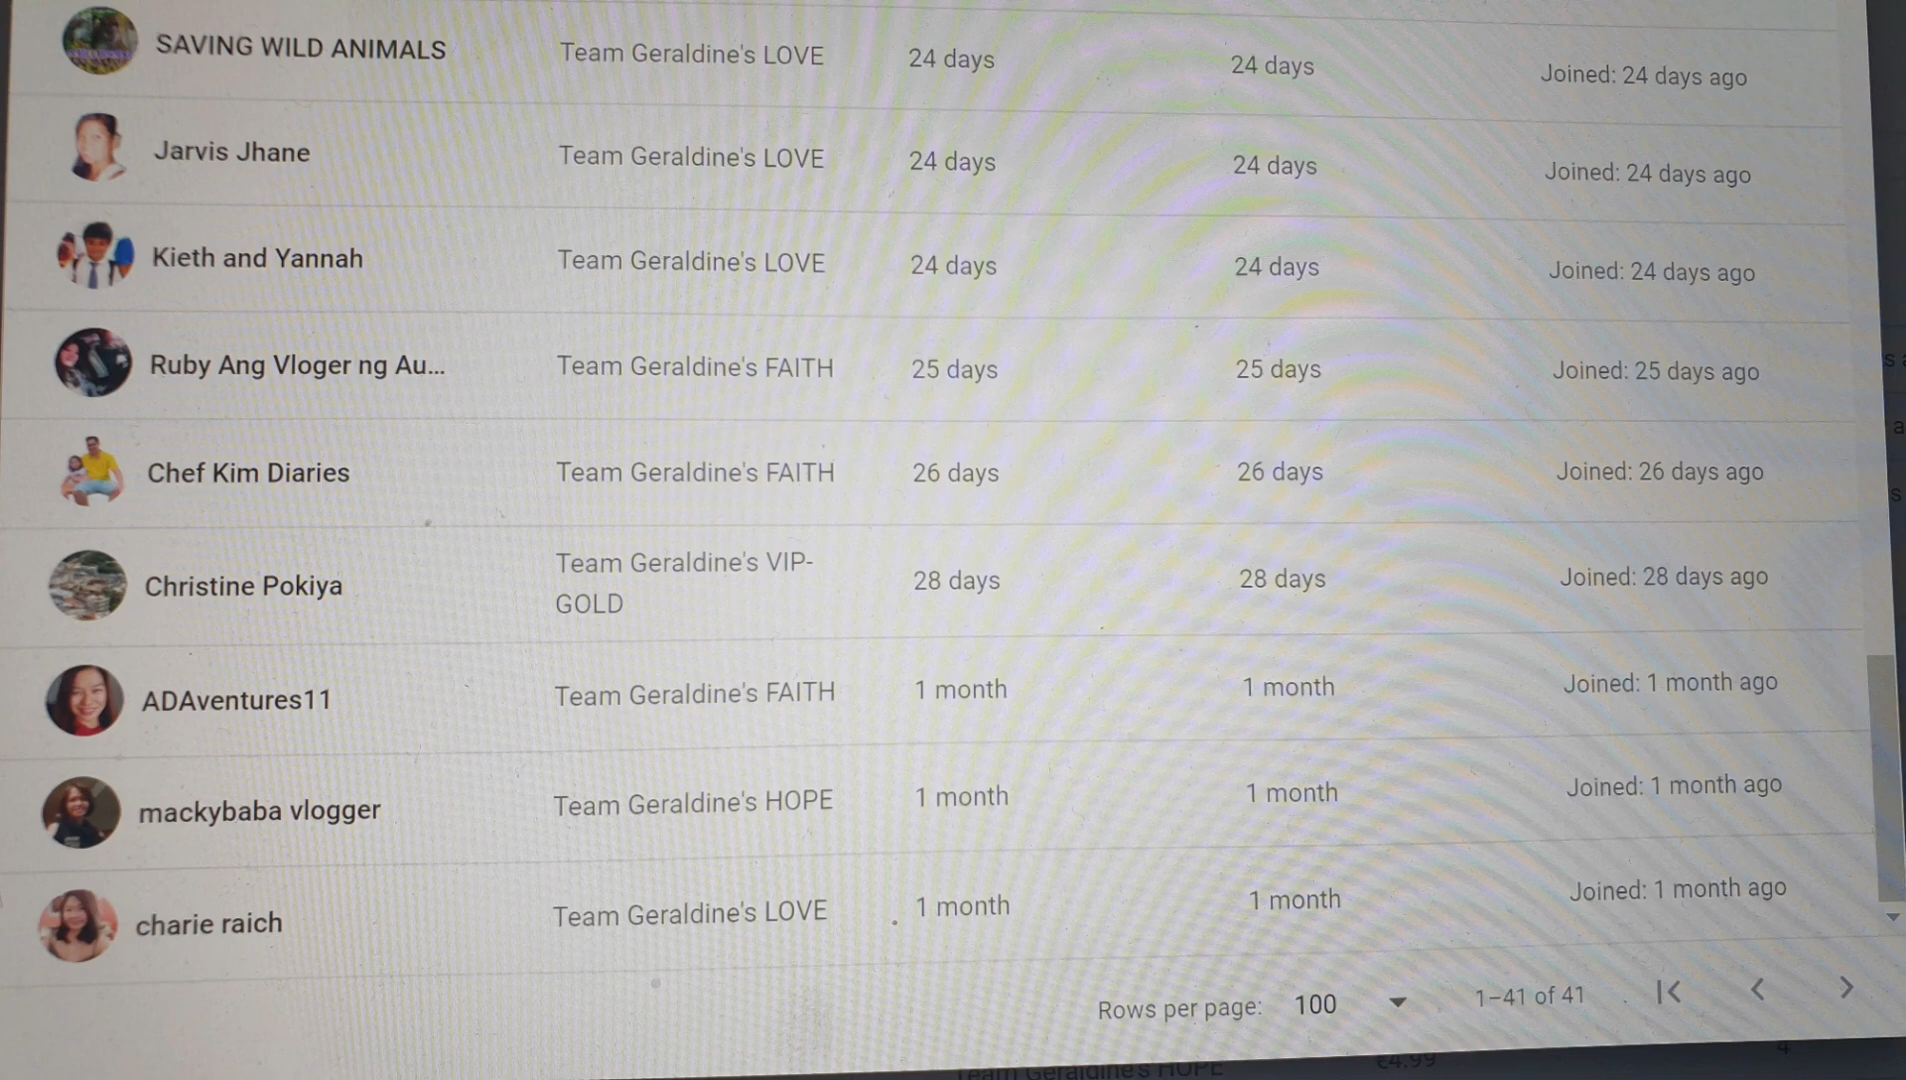 SAVING WILD ANIMALS Team Geraldine's LOVE 24 days 24 days Joined: 24 days ago
Jarvis Jhane Team Geraldine's LOVE 24 days 24 days Joined: 24 days ago
Kieth and Yannah Team Geraldine's LOVE 24 days 24 days Joined: 24 days ago
Ruby Ang Vloger ng Au... Team Geraldine's FAITH 25 days 25 days Joined: 25 days ago
Chef Kim Diaries Team Geraldine's FAITH 26 days 26 days Joined: 26 days ago
Christine Pokiya Team Geraldine's VIP-
GOLD 28 days 28 days Joined: 28 days ago
ADAventures11 Team Geraldine's FAITH 1 month 1 month Joined: 1 month ago
mackybaba vlogger Team Geraldine's HOPE 1 month 1 month Joined: 1 month ago
charie raich Team Geraldine's LOVE 1 month 1 month Joined: 1 month ago
Rows per page: 100 1–41 of 41
Team Geraldine's HOPE €4.99 4